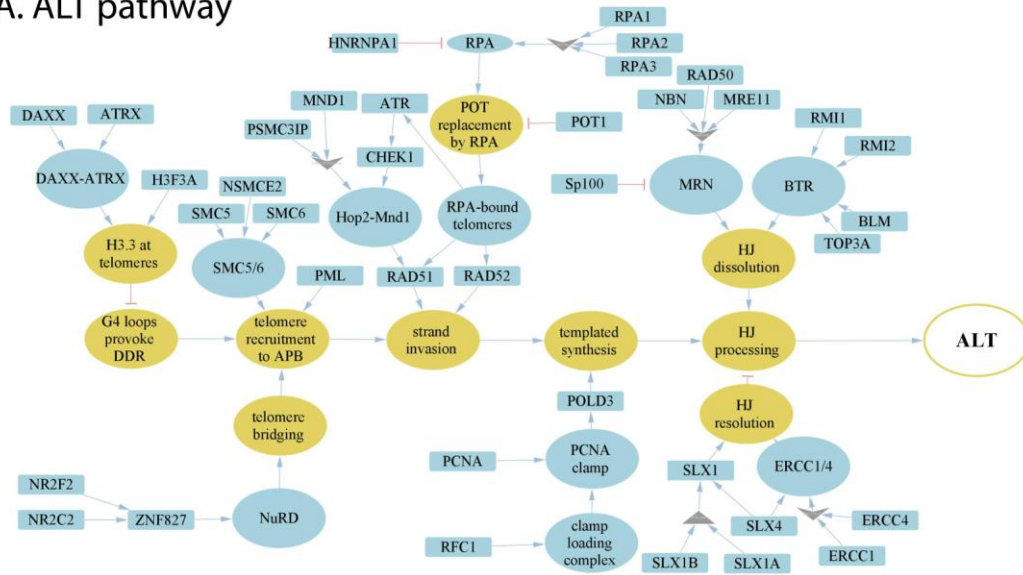 A. ALT pathway
RPA1
HNRNPA1
RPA
RPA2
RPA3
RAD50
MND1
ATR
NBN
MRE11
DAXX
ATRX
PSMC3IP
POT
replacement
by RPA
POT1
RMI1
RMI2
CHEK1
DAXX-ATRX
H3F3A
NSMCE2
Sp100
MRN
BTR
SMC5
SMC6
Hop2-Mnd1
RPA-bound
telomeres
BLM
TOP3A
H3.3 at
telomeres
SMC5/6
PML
RAD51
RAD52
HJ
dissolution
G4 loops
provoke
DDR
telomere
recruitment
to APB
strand
invasion
templated
synthesis
HJ
processing
ALT
POLD3
HJ
resolution
telomere
bridging
PCNA
PCNA
clamp
SLX1
ERCC1/4
NR2F2
NR2C2
ZNF827
NuRD
SLX4
ERCC4
RFC1
clamp
loading
complex
SLX1B
SLX1A
ERCC1